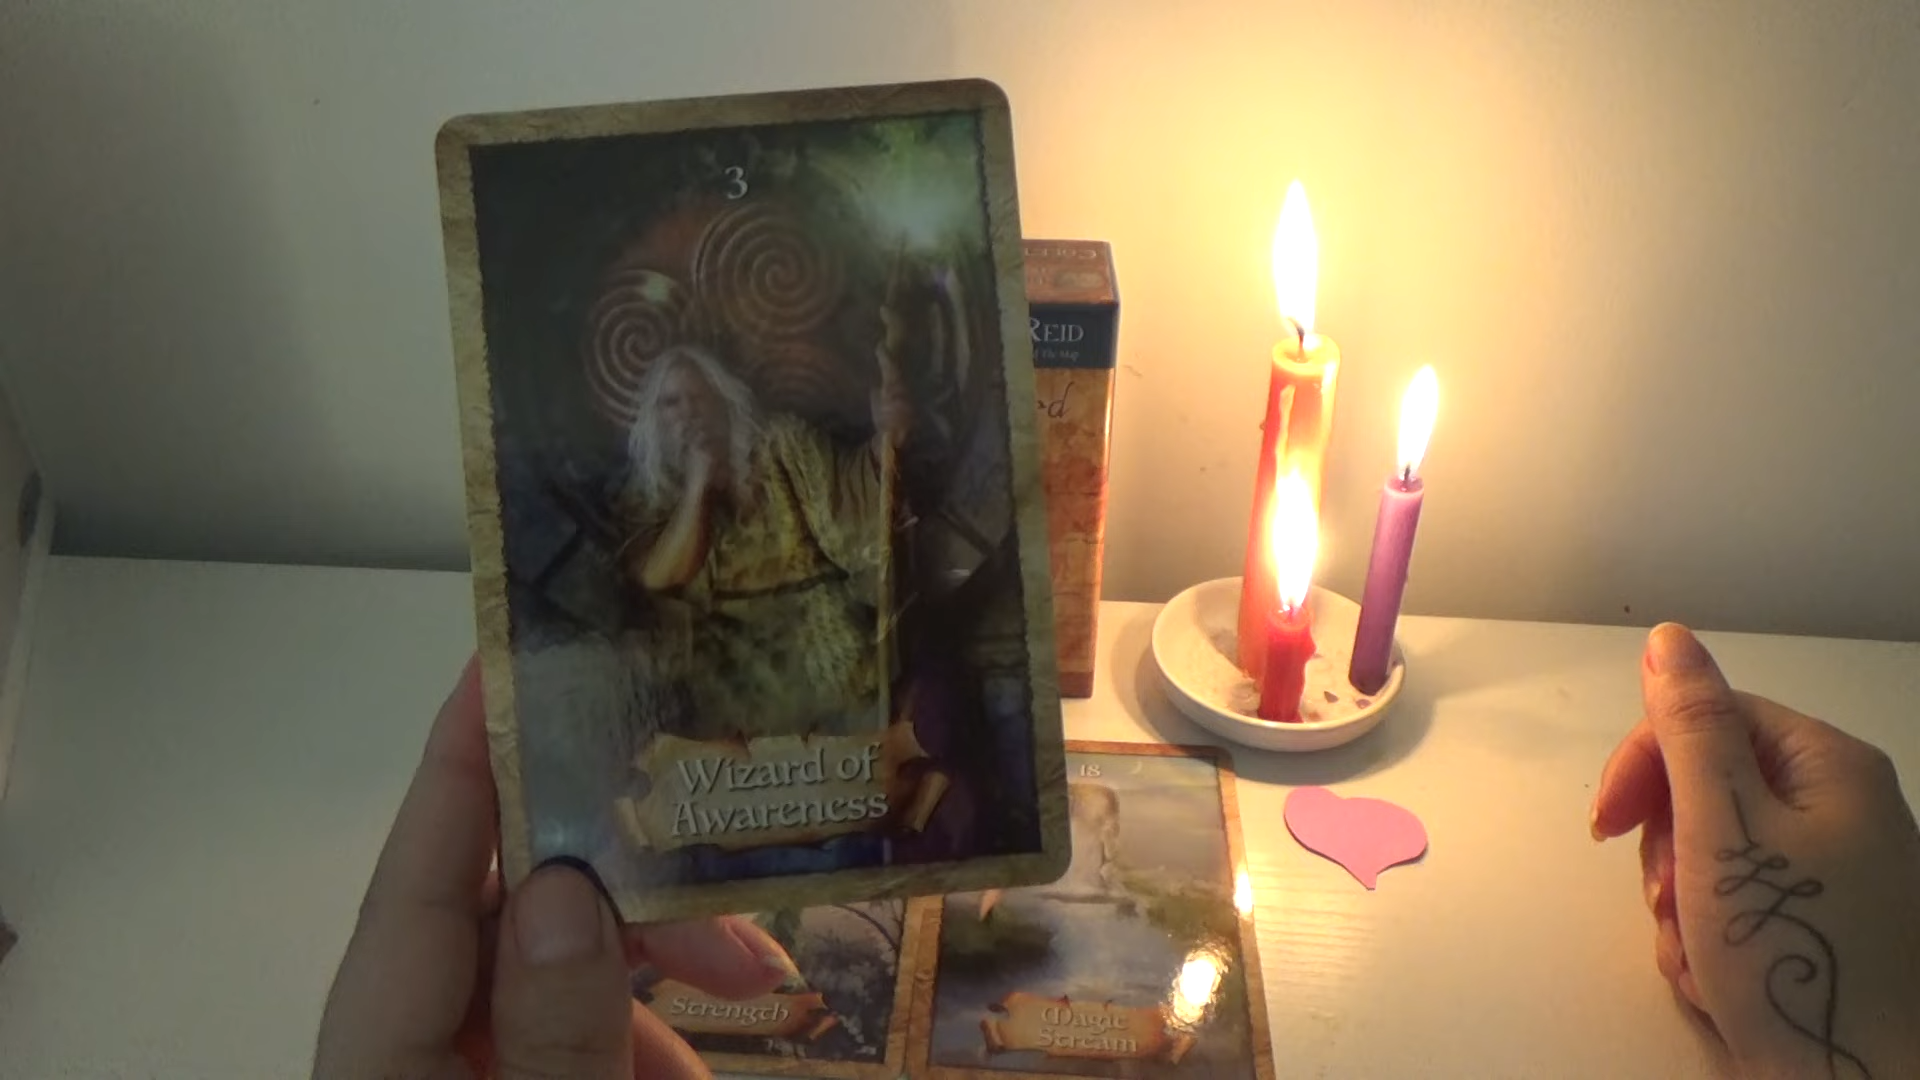 3
Wizard of
Awareness
REID
18
Strength
Magic
Stream